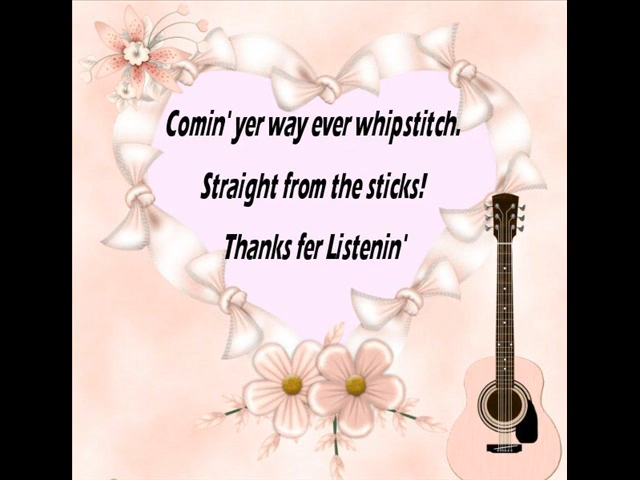 Comin' yer way ever whipstitch.
Straight from the sticks!
Thanks fer Listenin'